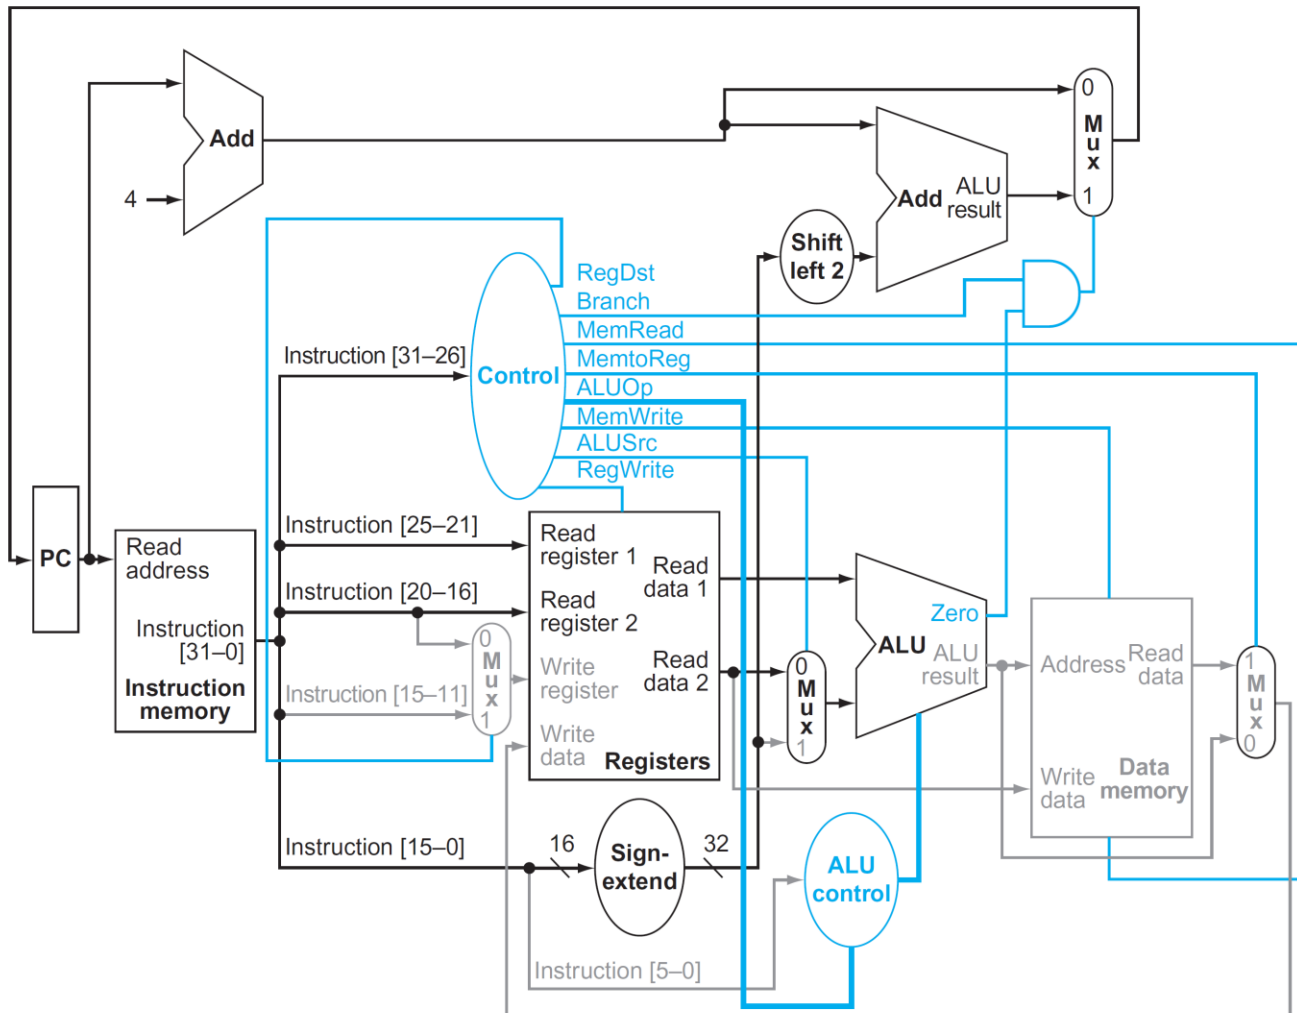 0
Mux
1
Add
4
Add
ALU
result
Shift
left 2
RegDst
Branch
MemRead
MemtoReg
ALUOp
MemWrite
ALUSrc
RegWrite
Control
Instruction [31–26]
PC
Read
address
Instruction
[31–0]
Instruction
memory
Instruction [25–21]
Instruction [20–16]
Instruction [15–11]
0
Mux
1
Read
register 1
Read
register 2
Write
register
Write
data
Read
data 1
Read
data 2
Registers
0
Mux
1
Zero
ALU
ALU
result
Address
Read
data
Write
data
Data
memory
1
Mux
0
Instruction [15–0]
16
Sign-
extend
32
ALU
control
Instruction [5–0]